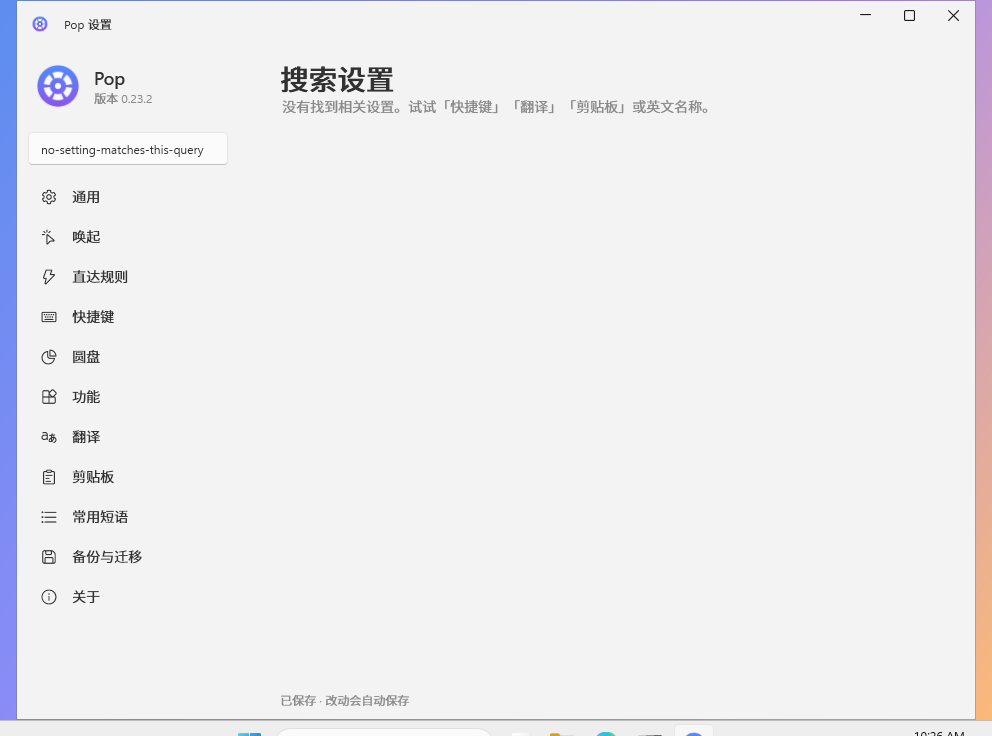 Pop 设置
Pop
版本 0.23.2
no-setting-matches-this-query
通用
唤起
直达规则
快捷键
圆盘
功能
翻译
剪贴板
常用短语
备份与迁移
关于
搜索设置
没有找到相关设置。试试「快捷键」「翻译」「剪贴板」或英文名称。
已保存 · 改动会自动保存
10:26 AM